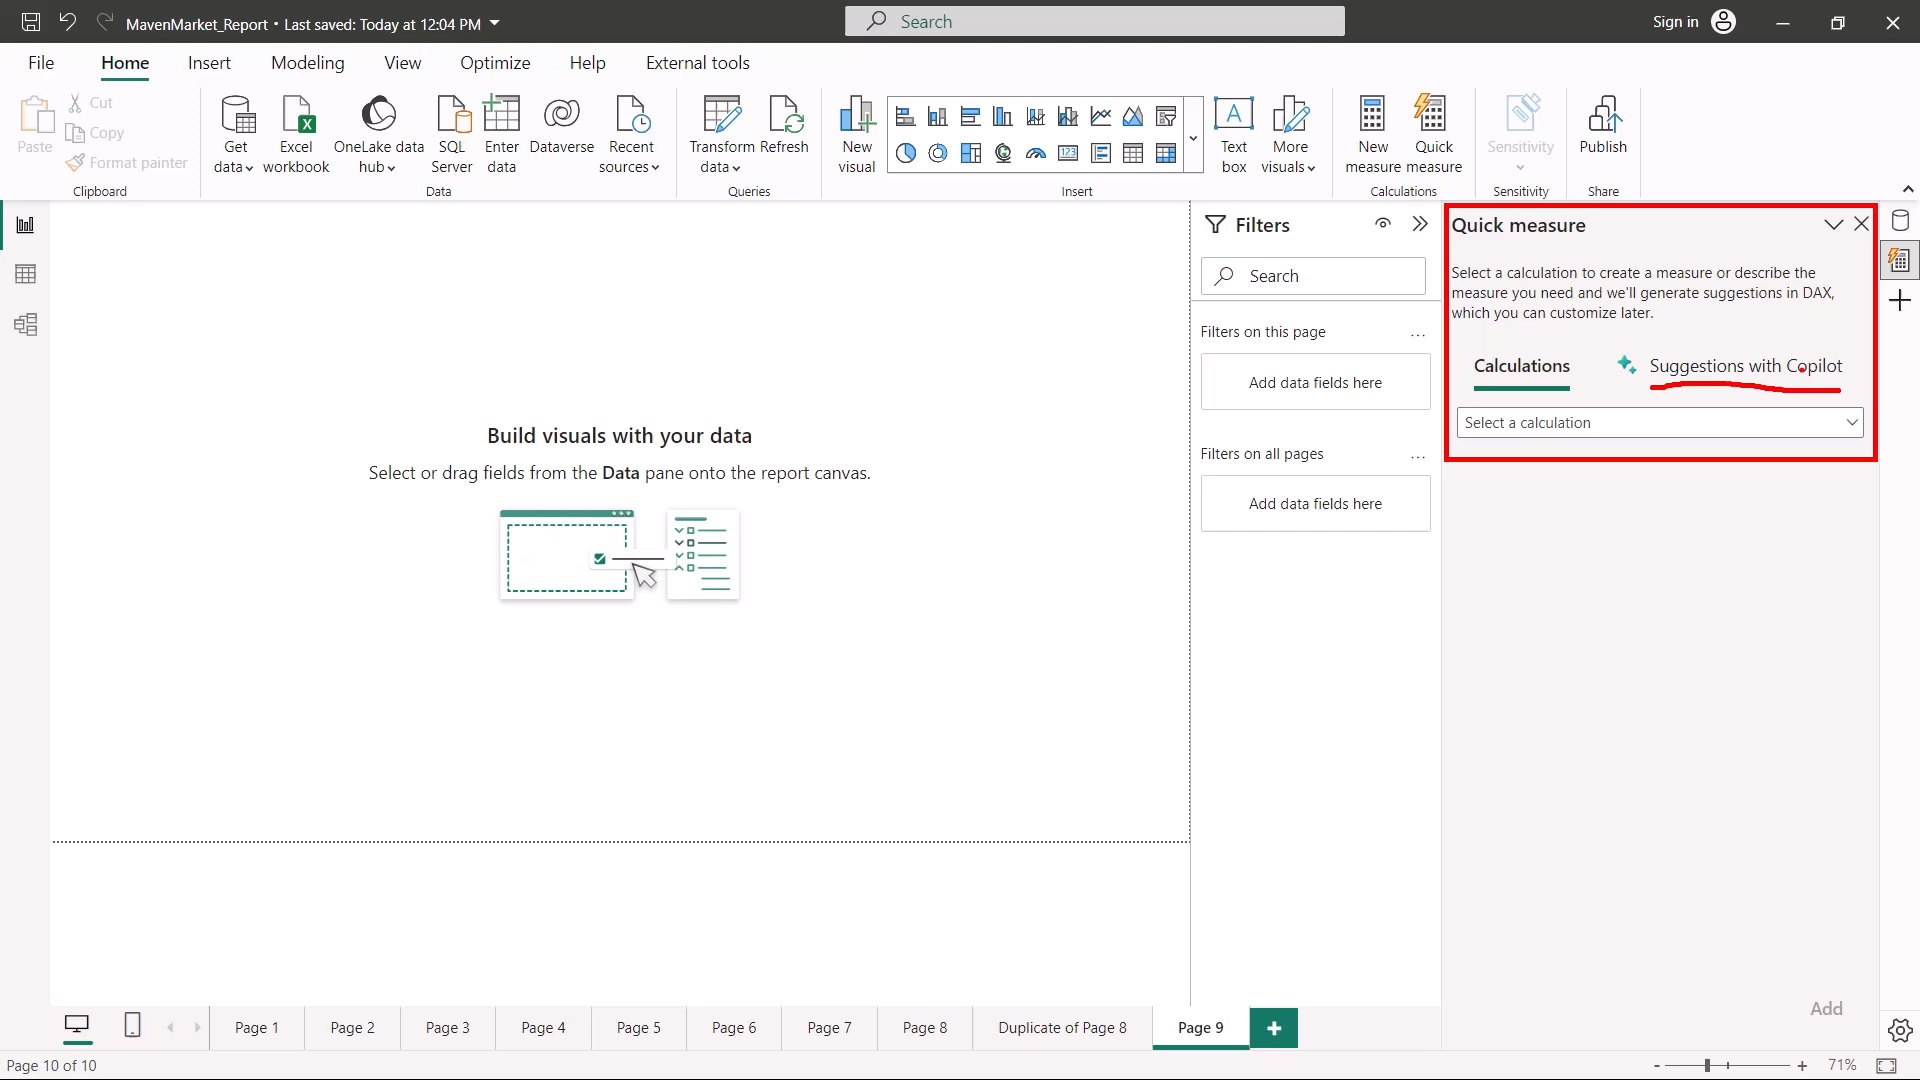 MavenMarket_Report • Last saved: Today at 12:04 PM
Search
Sign in
File
Home
Insert
Modeling
View
Optimize
Help
External tools
Paste
Cut
Copy
Format painter
Clipboard
Get
data
Excel
workbook
OneLake data
hub
SQL
Server
Enter
data
Dataverse
Recent
sources
Data
Transform
data
Refresh
Queries
New
visual
123
A
Text
box
More
visuals
Insert
New
measure
Quick
measure
Calculations
Sensitivity
Sensitivity
Publish
Share
Build visuals with your data
Select or drag fields from the Data pane onto the report canvas.
Filters
Search
Filters on this page
...
Add data fields here
Filters on all pages
...
Add data fields here
Quick measure
Select a calculation to create a measure or describe the
measure you need and we'll generate suggestions in DAX,
which you can customize later.
Calculations
Suggestions with Copilot
Select a calculation
Add
Page 1
Page 2
Page 3
Page 4
Page 5
Page 6
Page 7
Page 8
Duplicate of Page 8
Page 9
+
Page 10 of 10
-
+
71%